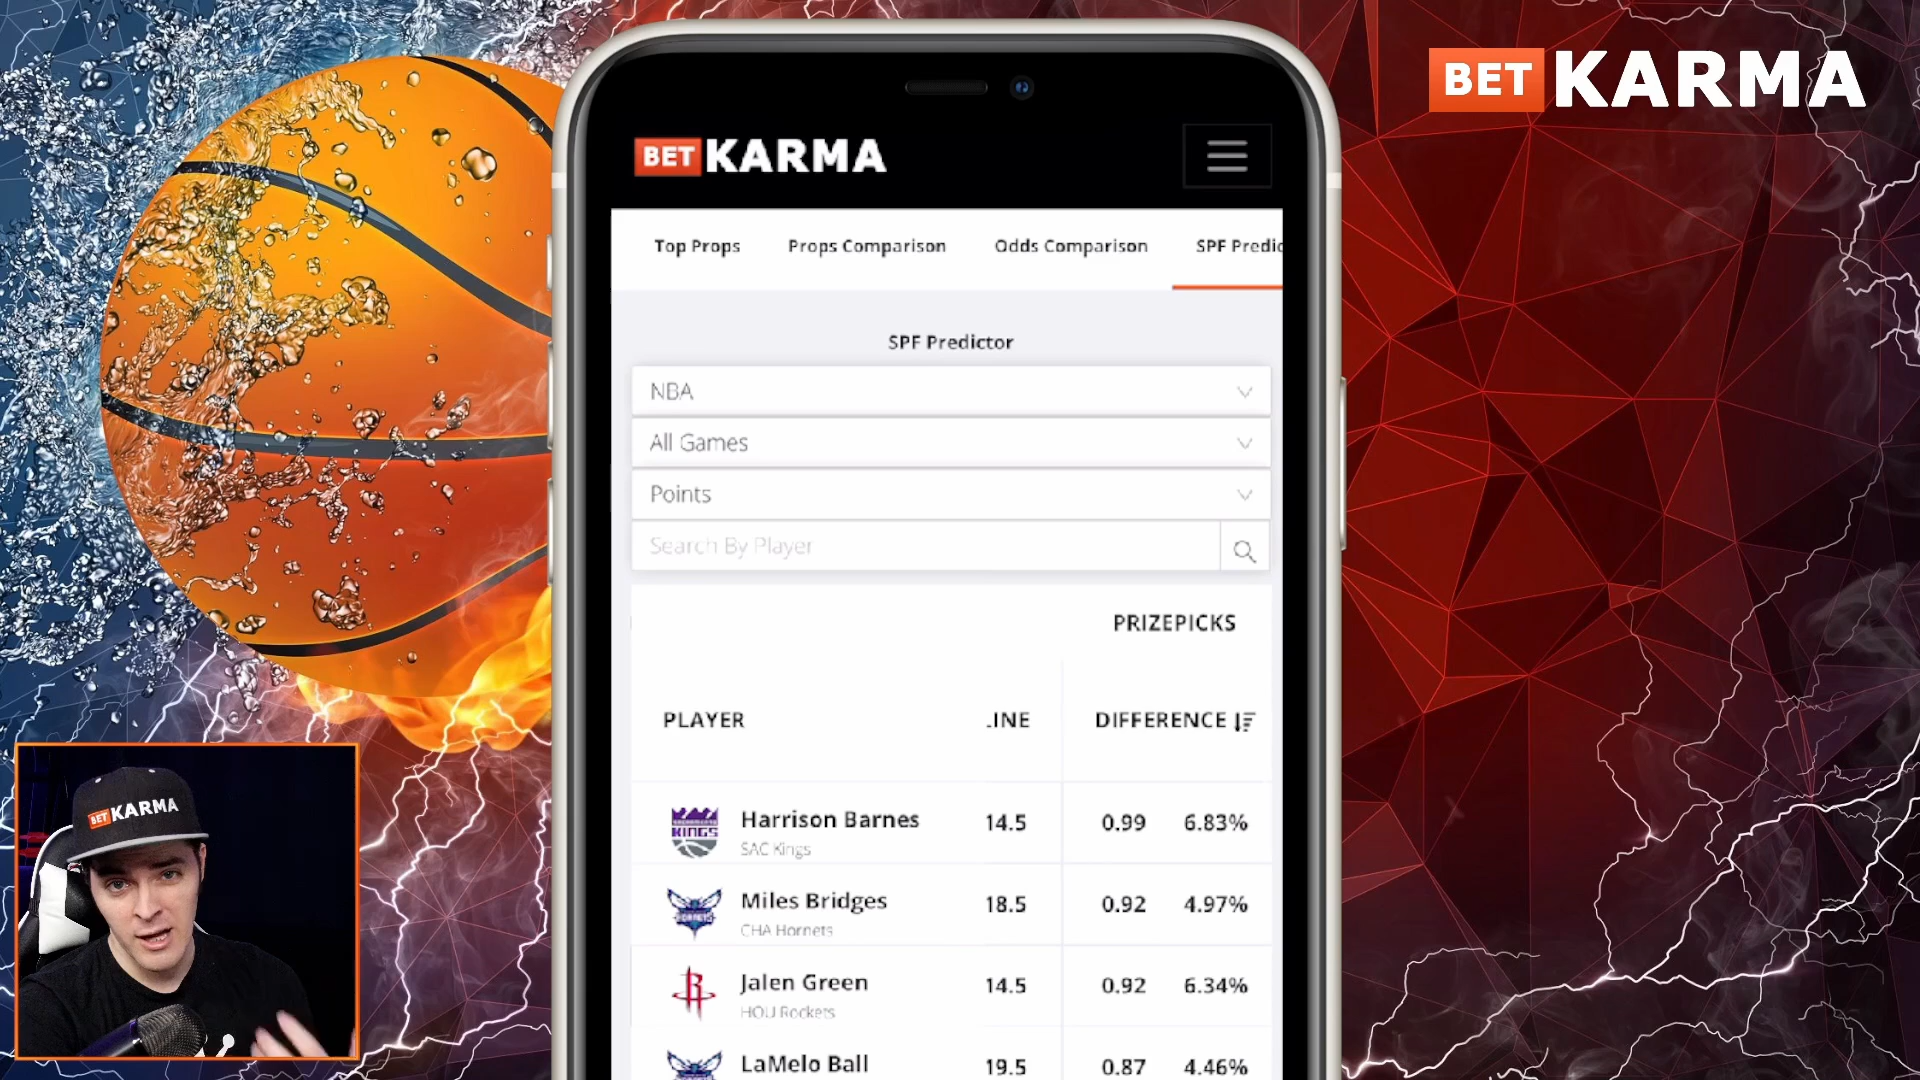 BET KARMA
BET KARMA
Top Props Props Comparison Odds Comparison SPF Predic
SPF Predictor
NBA
All Games
Points
Search By Player
PRIZEPICKS
PLAYER .INE DIFFERENCE
Harrison Barnes 14.5 0.99 6.83%
SAC Kings
Miles Bridges 18.5 0.92 4.97%
CHA Hornets
Jalen Green 14.5 0.92 6.34%
HOU Rockets
LaMelo Ball 19.5 0.87 4.46%
BET KARMA
KINGS
HORNETS